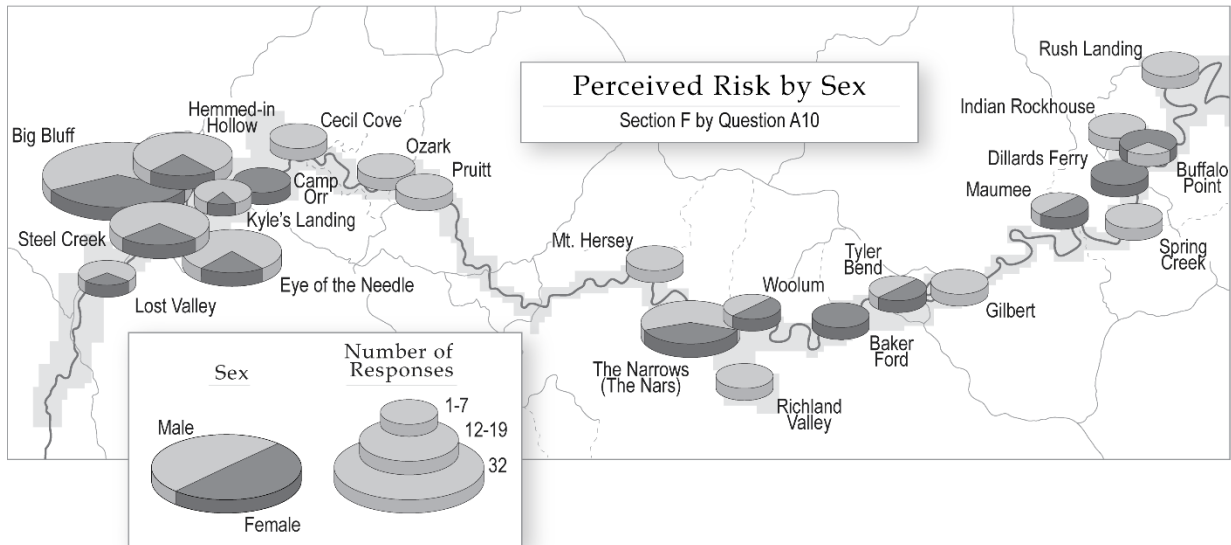 Perceived Risk by Sex
Section F by Question A10
Rush Landing
Indian Rockhouse
Dillards Ferry
Buffalo
Point
Maumee
Spring
Creek
Hemmed-in
Hollow
Cecil Cove
Big Bluff
Ozark
Pruitt
Camp
Orr
Kyle's Landing
Steel Creek
Eye of the Needle
Lost Valley
Mt. Hersey
Woolum
Tyler
Bend
Gilbert
Baker
Ford
The Narrows
(The Nars)
Richland
Valley
Sex
Male
Female
Number of
Responses
1-7
12-19
32